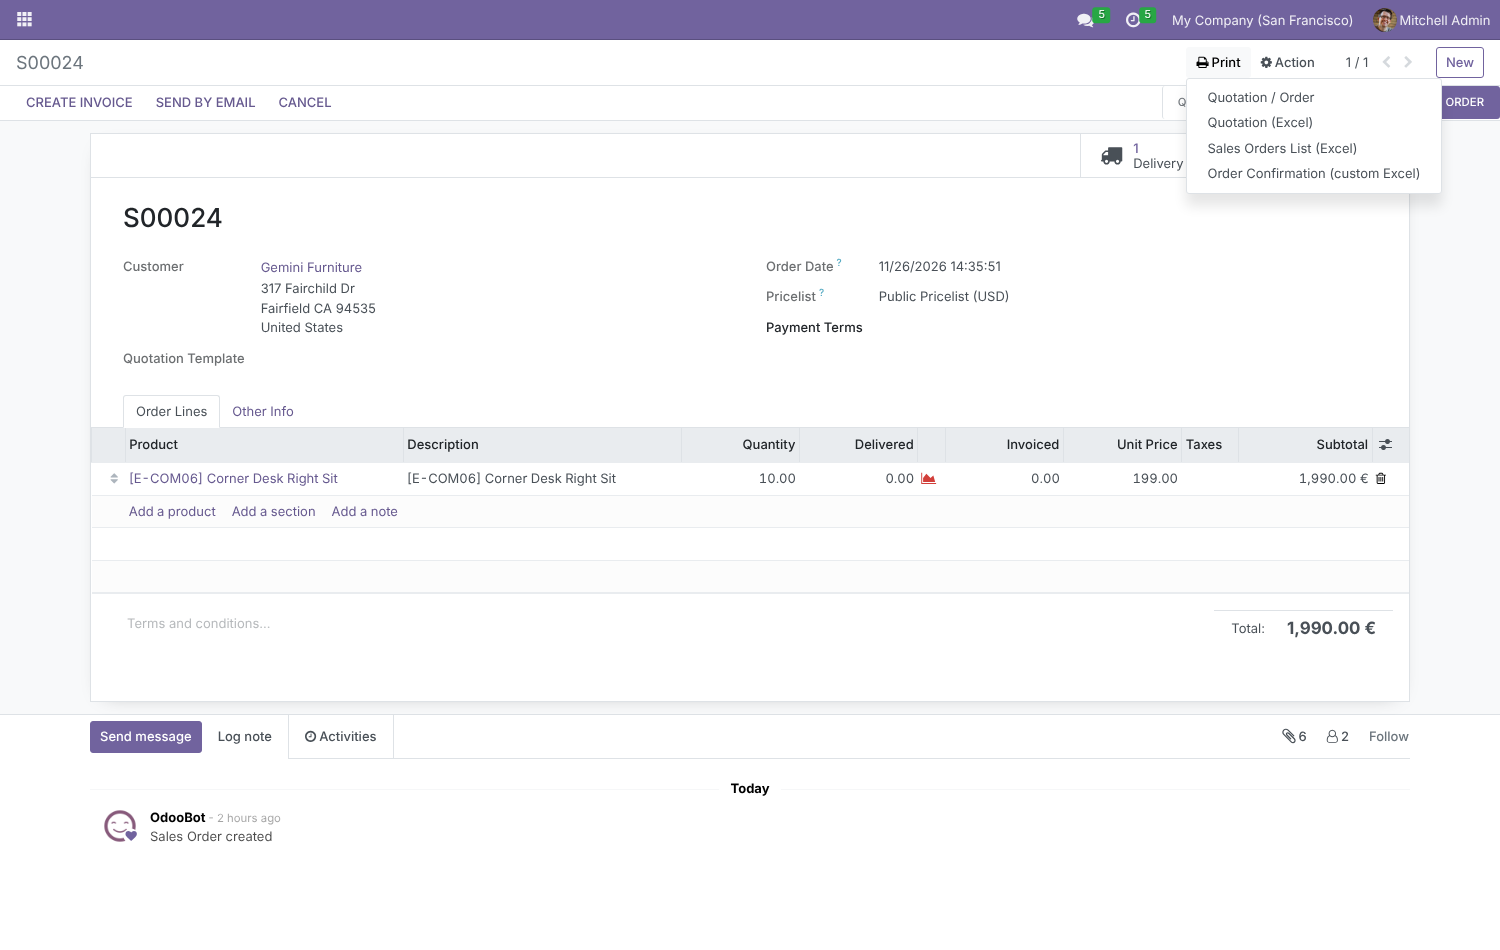 5
5
My Company (San Francisco)
Mitchell Admin
S00024
Print
Action
1 / 1
New
CREATE INVOICE
SEND BY EMAIL
CANCEL
Q
ORDER
Quotation / Order
Quotation (Excel)
Sales Orders List (Excel)
Order Confirmation (custom Excel)
1
Delivery
S00024
Customer
Gemini Furniture
317 Fairchild Dr
Fairfield CA 94535
United States
Order Date ?
11/26/2026 14:35:51
Pricelist ?
Public Pricelist (USD)
Payment Terms
Quotation Template
Order Lines
Other Info
Product Description Quantity Delivered Invoiced Unit Price Taxes Subtotal
[E-COM06] Corner Desk Right Sit [E-COM06] Corner Desk Right Sit 10.00 0.00 0.00 199.00 1,990.00 €
Add a product Add a section Add a note
Terms and conditions...
Total: 1,990.00 €
Send message
Log note
Activities
6
2
Follow
Today
OdooBot - 2 hours ago
Sales Order created